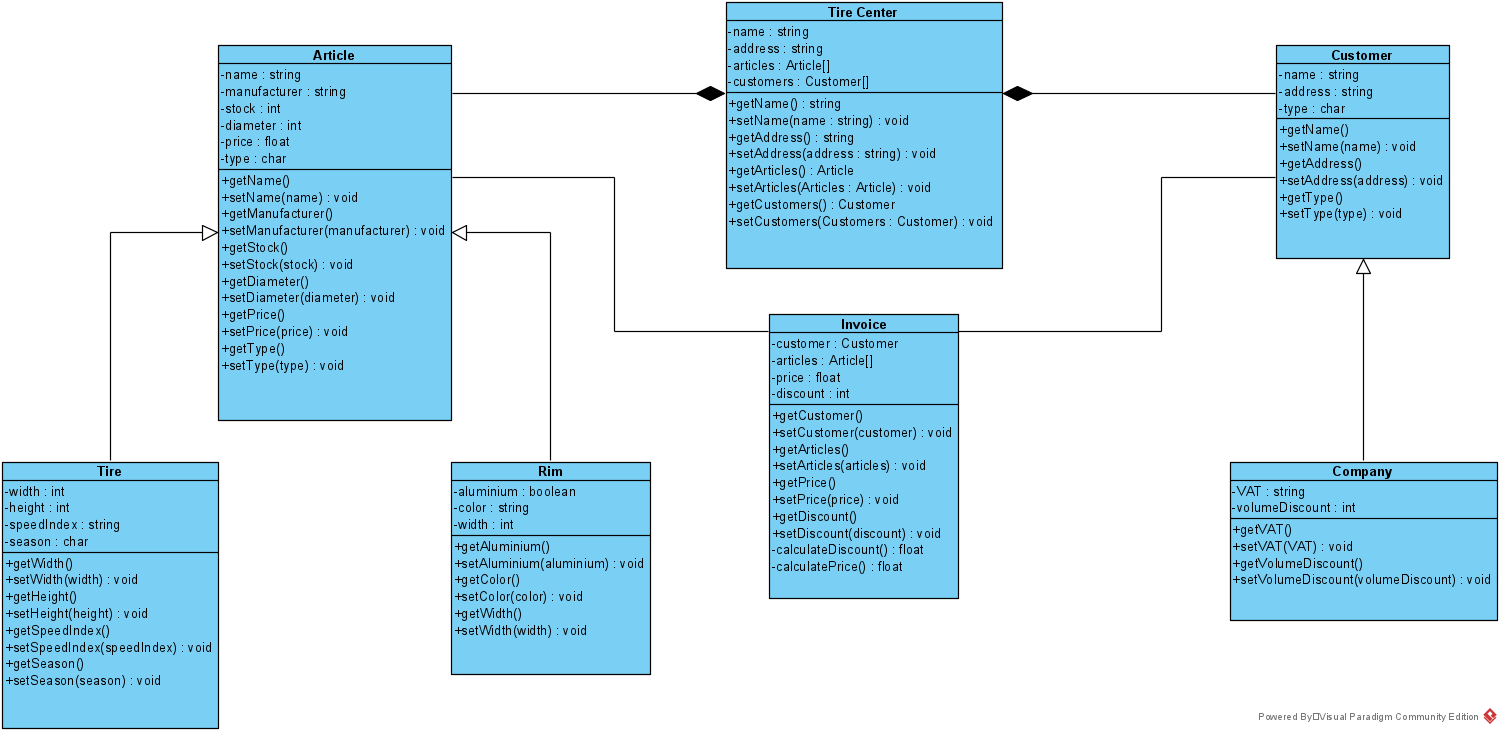 Tire Center
-name : string
-address : string
-articles : Article[]
-customers : Customer[]
+getName() : string
+setName(name : string) : void
+getAddress() : string
+setAddress(address : string) : void
+getArticles() : Article
+setArticles(Articles : Article) : void
+getCustomers() : Customer
+setCustomers(Customers : Customer) : void
Article
-name : string
-manufacturer : string
-stock : int
-diameter : int
-price : float
-type : char
+getName()
+setName(name) : void
+getManufacturer()
+setManufacturer(manufacturer) : void
+getStock()
+setStock(stock) : void
+getDiameter()
+setDiameter(diameter) : void
+getPrice()
+setPrice(price) : void
+getType()
+setType(type) : void
Customer
-name : string
-address : string
-type : char
+getName()
+setName(name) : void
+getAddress()
+setAddress(address) : void
+getType()
+setType(type) : void
Invoice
-customer : Customer
-articles : Article[]
-price : float
-discount : int
+getCustomer()
+setCustomer(customer) : void
+getArticles()
+setArticles(articles) : void
+getPrice()
+setPrice(price) : void
+getDiscount()
+setDiscount(discount) : void
-calculateDiscount() : float
-calculatePrice() : float
Tire
-width : int
-height : int
-speedIndex : string
-season : char
+getWidth()
+setWidth(width) : void
+getHeight()
+setHeight(height) : void
+getSpeedIndex()
+setSpeedIndex(speedIndex) : void
+getSeason()
+setSeason(season) : void
Rim
-aluminium : boolean
-color : string
-width : int
+getAluminium()
+setAluminium(aluminium) : void
+getColor()
+setColor(color) : void
+getWidth()
+setWidth(width) : void
Company
-VAT : string
-volumeDiscount : int
+getVAT()
+setVAT(VAT) : void
+getVolumeDiscount()
+setVolumeDiscount(volumeDiscount) : void
Powered By□Visual Paradigm Community Edition